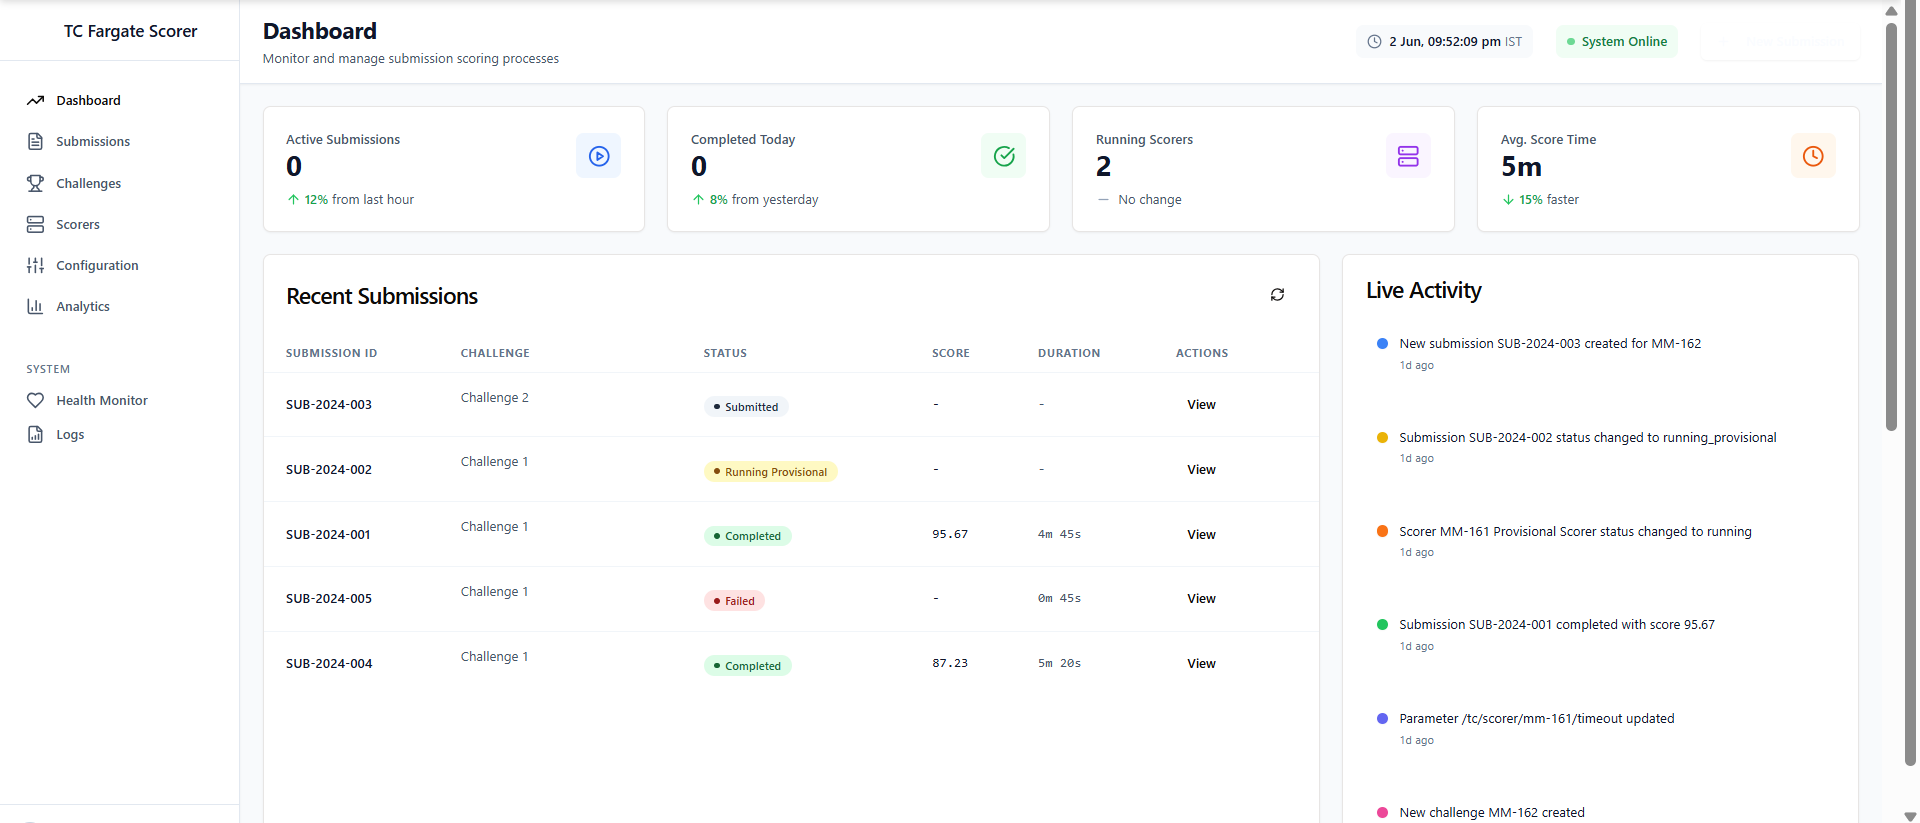 TC Fargate Scorer
Dashboard
Submissions
Challenges
Scorers
Configuration
Analytics
SYSTEM
Health Monitor
Logs
Dashboard
Monitor and manage submission scoring processes
2 Jun, 09:52:09 pm IST
System Online
Active Submissions
0
12% from last hour
Completed Today
0
8% from yesterday
Running Scorers
2
No change
Avg. Score Time
5m
15% faster
Recent Submissions
SUBMISSION ID CHALLENGE STATUS SCORE DURATION ACTIONS
SUB-2024-003 Challenge 2 Submitted - - View
SUB-2024-002 Challenge 1 Running Provisional - - View
SUB-2024-001 Challenge 1 Completed 95.67 4m 45s View
SUB-2024-005 Challenge 1 Failed - 0m 45s View
SUB-2024-004 Challenge 1 Completed 87.23 5m 20s View
Live Activity
New submission SUB-2024-003 created for MM-162
1d ago
Submission SUB-2024-002 status changed to running_provisional
1d ago
Scorer MM-161 Provisional Scorer status changed to running
1d ago
Submission SUB-2024-001 completed with score 95.67
1d ago
Parameter /tc/scorer/mm-161/timeout updated
1d ago
New challenge MM-162 created